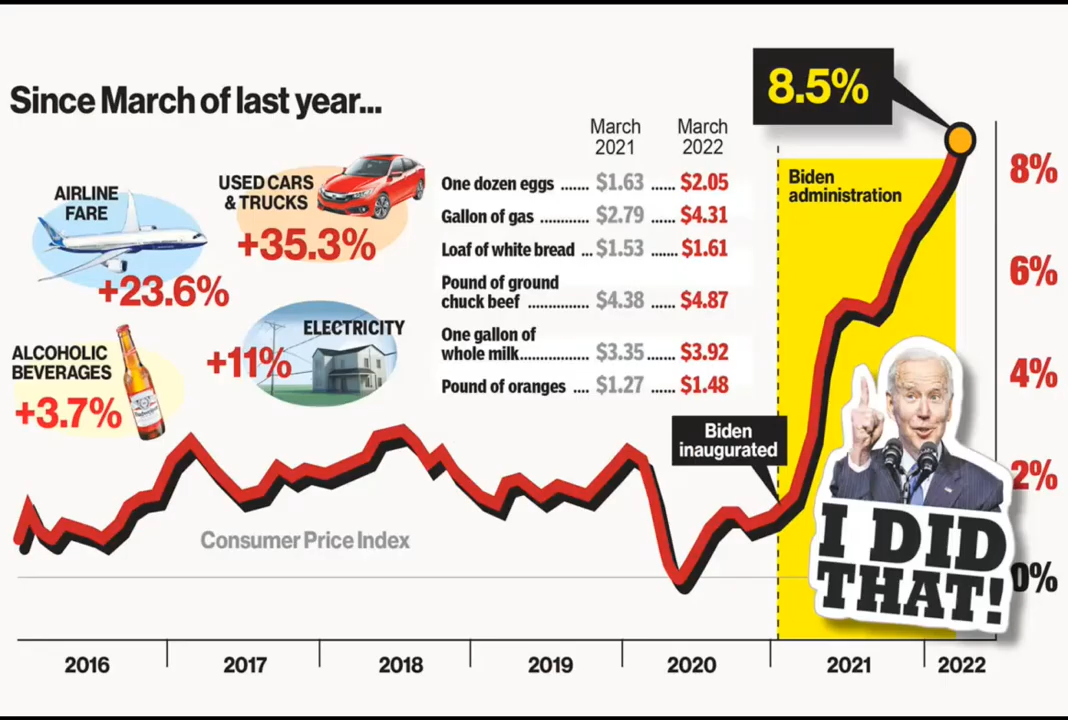 Since March of last year...
8.5%
March
2021
March
2022
AIRLINE
FARE
+23.6%
USED CARS
& TRUCKS
+35.3%
ALCOHOLIC
BEVERAGES
+3.7%
ELECTRICITY
+11%
One dozen eggs ....... $1.63 ...... $2.05
Gallon of gas ............ $2.79 ...... $4.31
Loaf of white bread ... $1.53 ....... $1.61
Pound of ground
chuck beef ............... $4.38 ...... $4.87
One gallon of
whole milk................. $3.35 ....... $3.92
Pound of oranges .... $1.27 ...... $1.48
Biden
administration
Biden
inaugurated
Consumer Price Index
I DID
THAT!
8%
6%
4%
2%
0%
2016 2017 2018 2019 2020 2021 2022